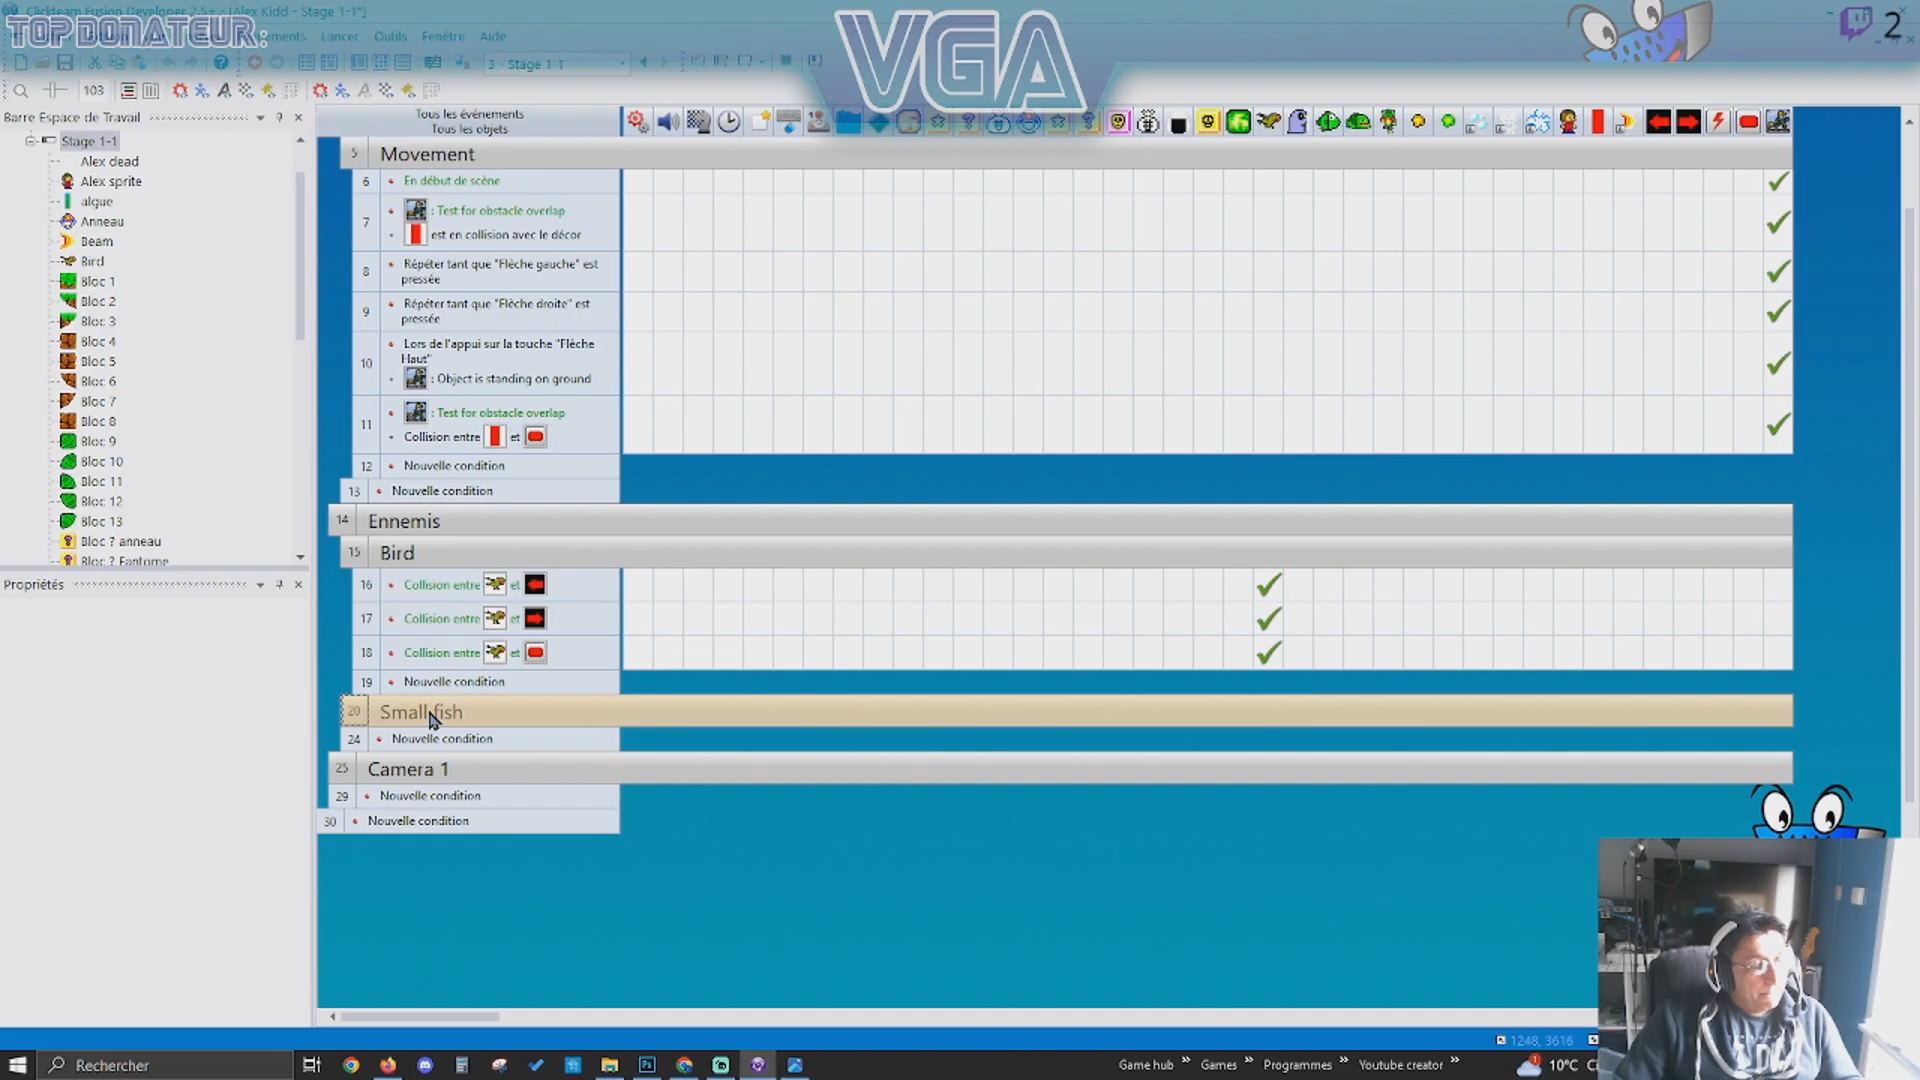 Clickteam Fusion Developer 2.5+ - [Alex Kidd - Stage 1-1*]
TOP DONATEUR:
VGA
2
Lancer Outils Fenêtre Aide
3 - Stage 1-1
103
Barre Espace de Travail
Stage 1-1
Alex dead
Alex sprite
algue
Anneau
Beam
Bird
Bloc 1
Bloc 2
Bloc 3
Bloc 4
Bloc 5
Bloc 6
Bloc 7
Bloc 8
Bloc 9
Bloc 10
Bloc 11
Bloc 12
Bloc 13
Bloc ? anneau
Bloc ? Fantome
Propriétés
Tous les événements
Tous les objets
5 Movement
6 En début de scène
7 : Test for obstacle overlap
est en collision avec le décor
8 Répéter tant que "Flèche gauche" est
pressée
9 Répéter tant que "Flèche droite" est
pressée
10 Lors de l'appui sur la touche "Flèche
Haut"
: Object is standing on ground
11 : Test for obstacle overlap
Collision entre et
12 Nouvelle condition
13 Nouvelle condition
14 Ennemis
15 Bird
16 Collision entre et
17 Collision entre et
18 Collision entre et
19 Nouvelle condition
20 Small fish
24 Nouvelle condition
25 Camera 1
29 Nouvelle condition
30 Nouvelle condition
1248, 3616
Rechercher
Game hub Games Programmes Youtube creator 10°C